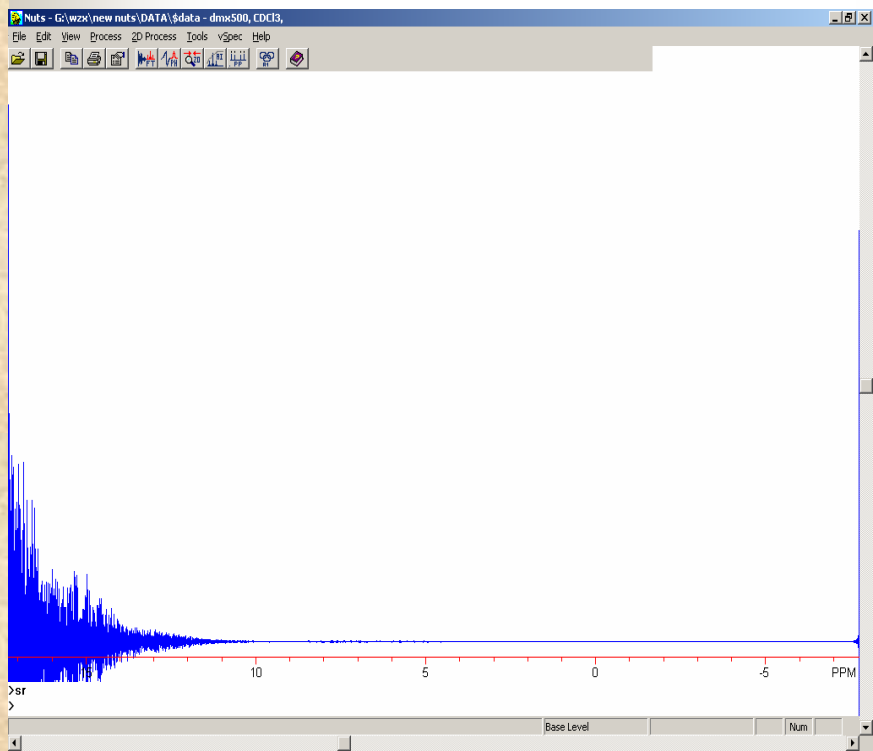 Nuts - G:\wzx\new nuts\DATA\$data - dmx500, CDCl3,
File Edit View Process 2D Process Tools vSpec Help
10 5 0 -5 PPM
>sr
>
Base Level Num